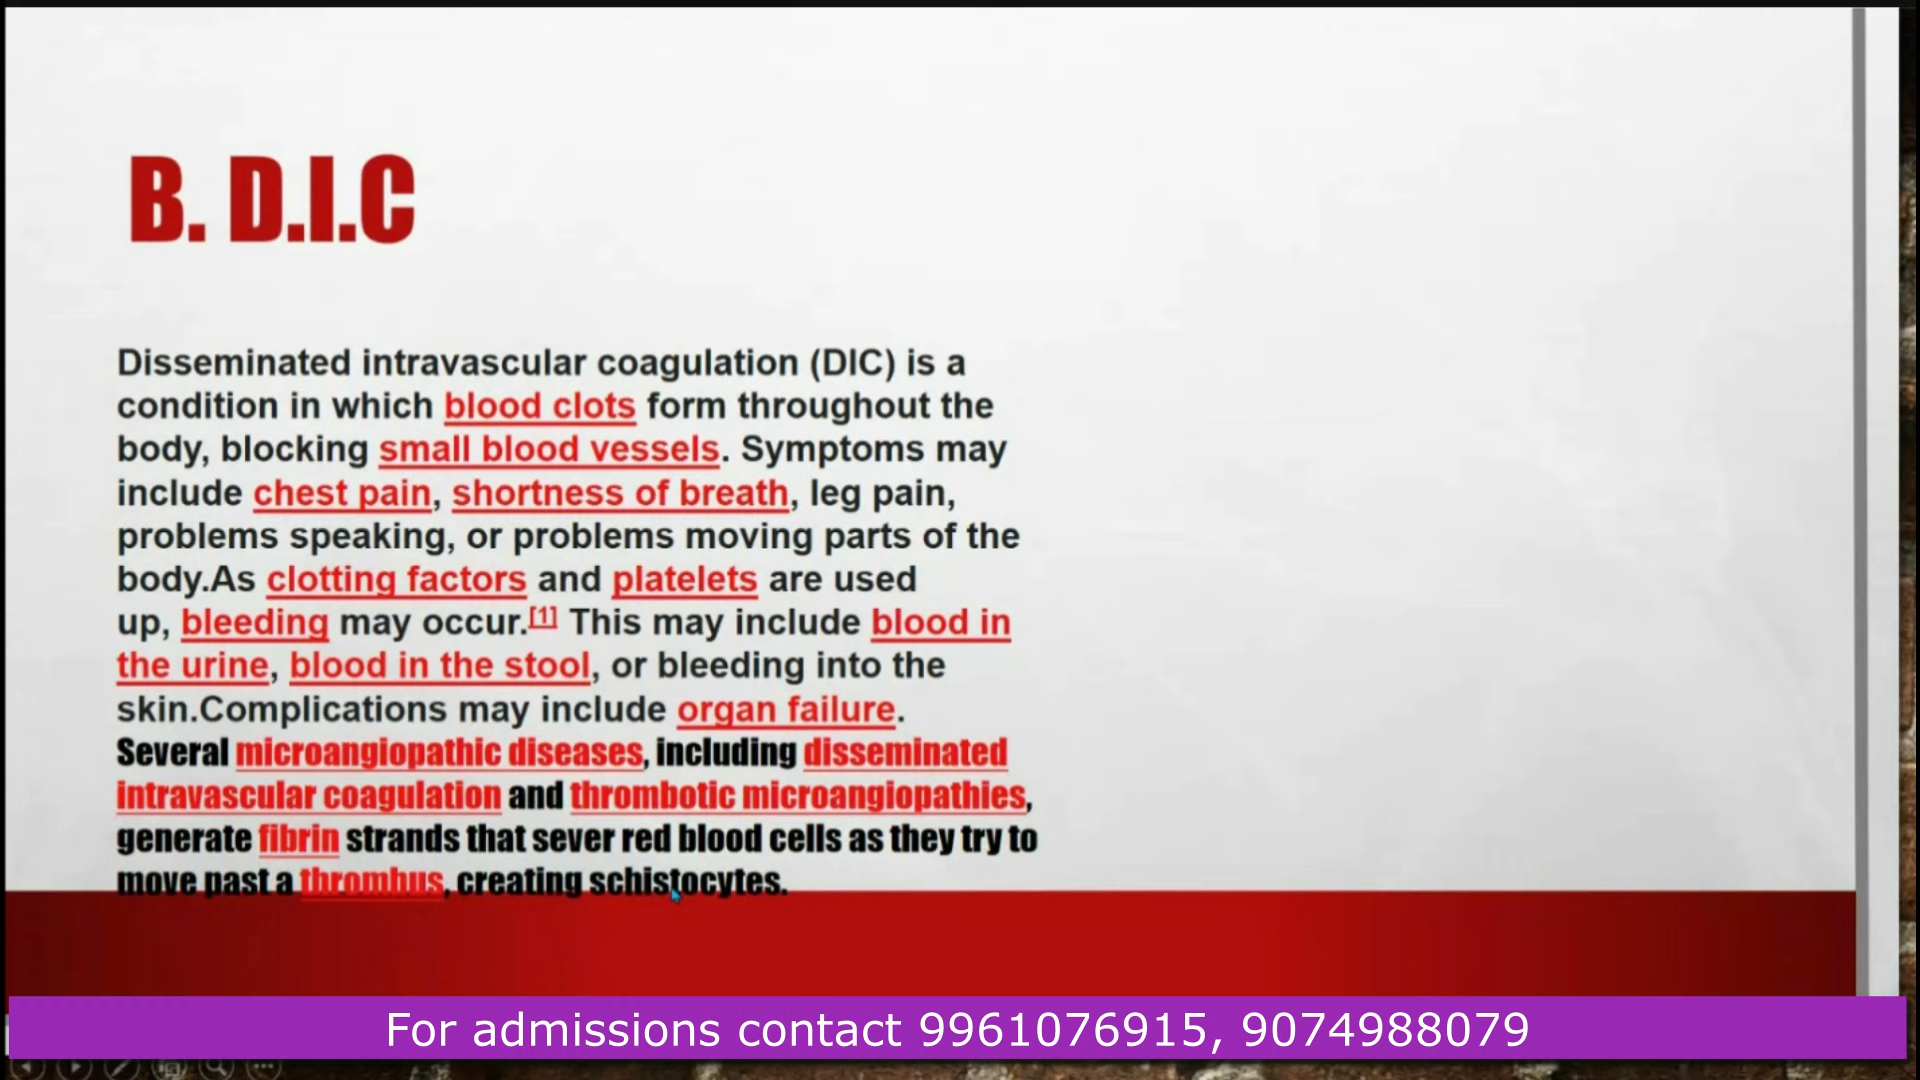 B. D.I.C
Disseminated intravascular coagulation (DIC) is a
condition in which blood clots form throughout the
body, blocking small blood vessels. Symptoms may
include chest pain, shortness of breath, leg pain,
problems speaking, or problems moving parts of the
body.As clotting factors and platelets are used
up, bleeding may occur.[1] This may include blood in
the urine, blood in the stool, or bleeding into the
skin.Complications may include organ failure.
Several microangiopathic diseases, including disseminated
intravascular coagulation and thrombotic microangiopathies,
generate fibrin strands that sever red blood cells as they try to
move past a thrombus, creating schistocytes.
For admissions contact 9961076915, 9074988079